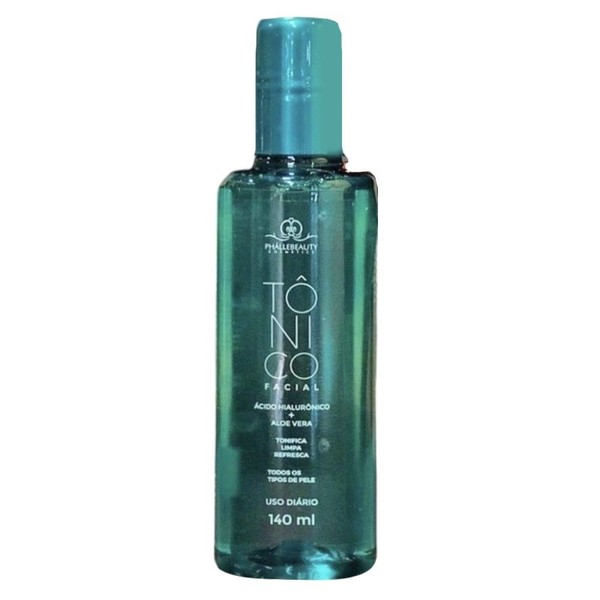 PHÁLLEBEAUTY
COSMETICS
TÔ
NI
CO
FACIAL
ÁCIDO HIALURÔNICO
+
ALOE VERA
TONIFICA
LIMPA
REFRESCA
TODOS OS
TIPOS DE PELE
USO DIÁRIO
140 ml